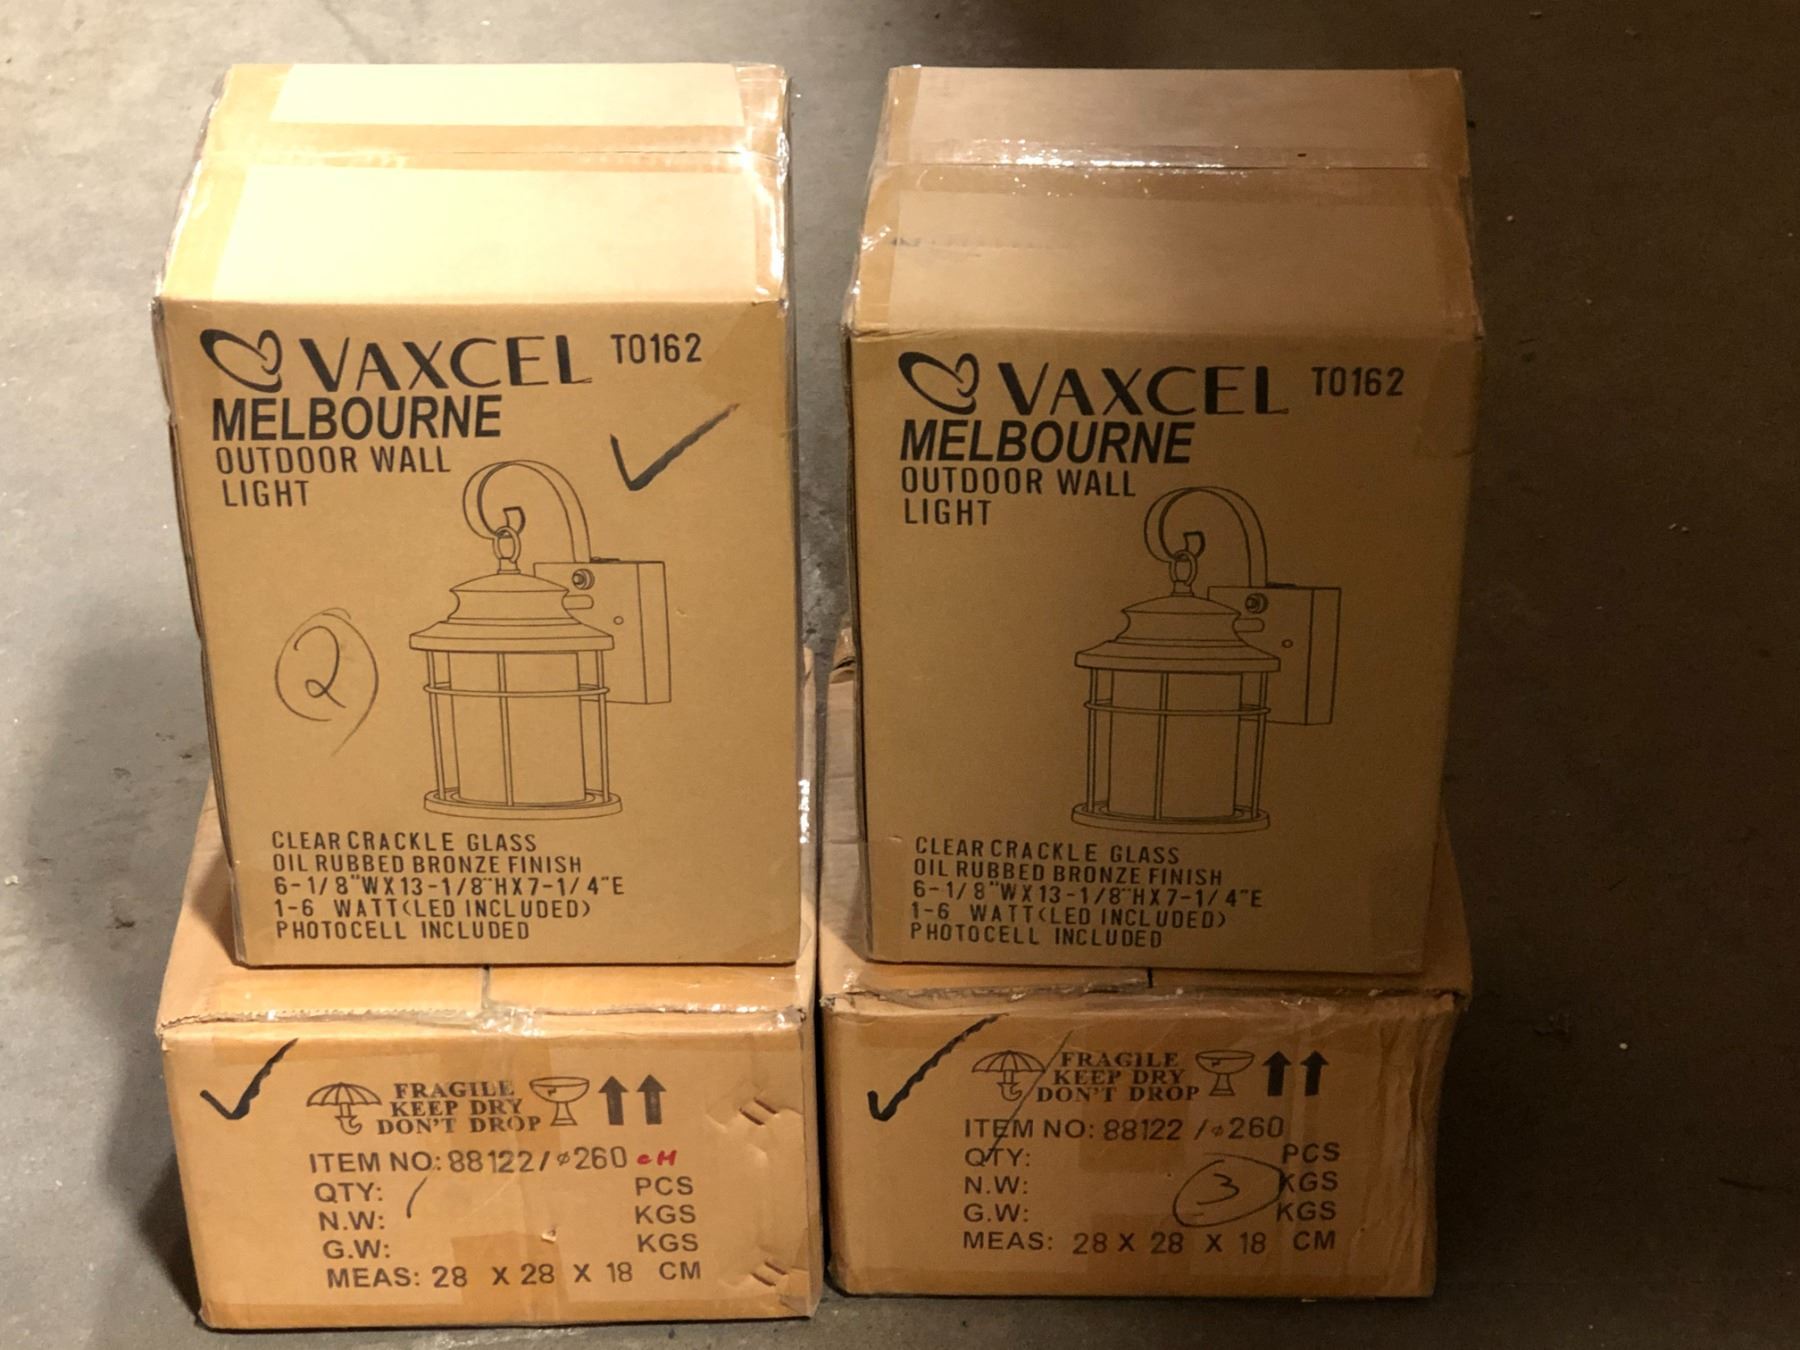 VAXCEL T0162
MELBOURNE
OUTDOOR WALL
LIGHT
2
CLEAR CRACKLE GLASS
OIL RUBBED BRONZE FINISH
6-1/8"WX13-1/8"HX7-1/4"E
1-6 WATT(LED INCLUDED)
PHOTOCELL INCLUDED
VAXCEL T0162
MELBOURNE
OUTDOOR WALL
LIGHT
CLEAR CRACKLE GLASS
OIL RUBBED BRONZE FINISH
6-1/8"WX13-1/8"HX7-1/4"E
1-6 WATT(LED INCLUDED)
PHOTOCELL INCLUDED
FRAGILE
KEEP DRY
DON'T DROP
ITEM NO: 88122/ø260 CH
QTY: PCS
N.W: KGS
G.W: KGS
MEAS: 28 X 28 X 18 CM
FRAGILE
KEEP DRY
DON'T DROP
ITEM NO: 88122/ø260
QTY: PCS
N.W: 3 KGS
G.W: KGS
MEAS: 28 X 28 X 18 CM